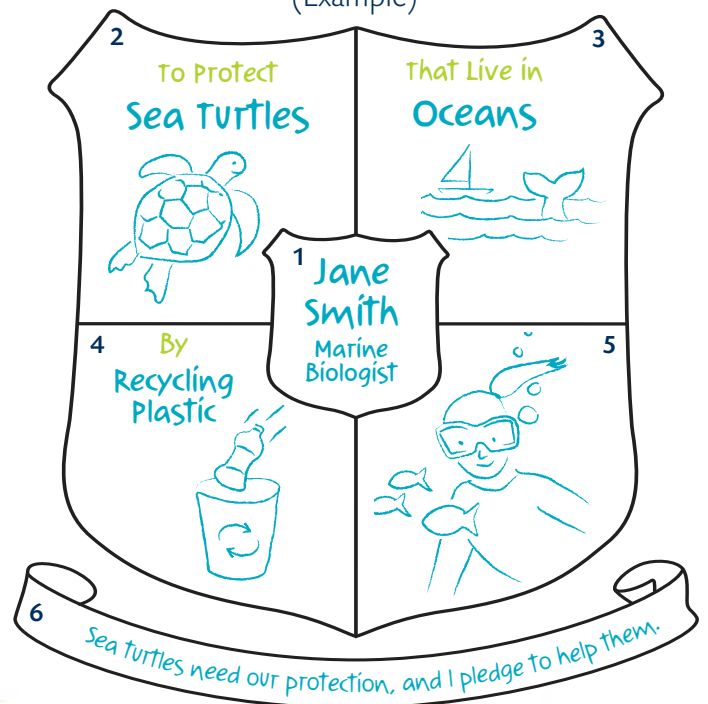 (Example)
1
Jane
Smith
Marine
Biologist
2
To Protect
Sea Turtles
3
That Live in
Oceans
4
By
Recycling
Plastic
5
6
Sea turtles need our protection, and I pledge to help them.